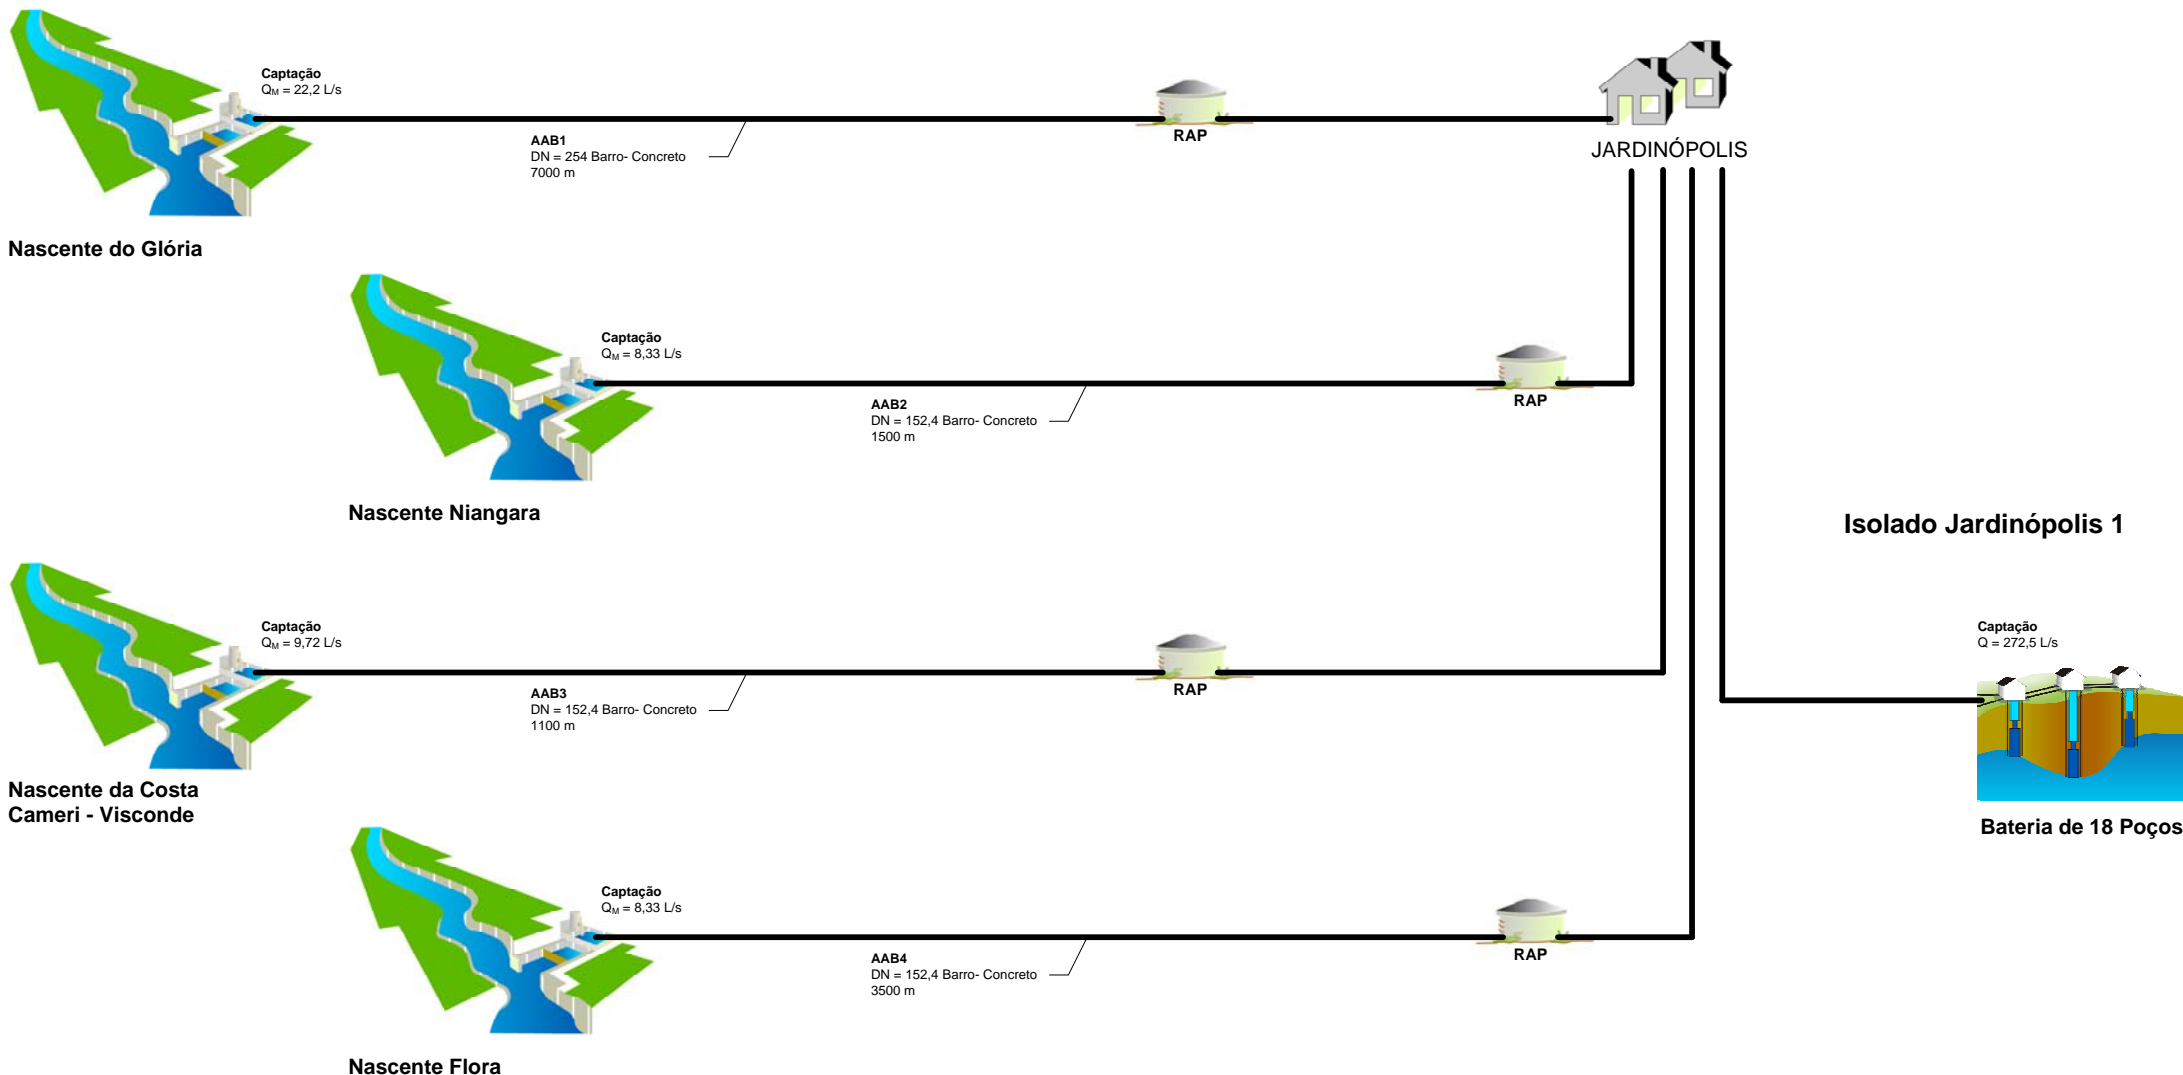 Captação
QM = 22,2 L/s
AAB1
DN = 254 Barro- Concreto
7000 m
RAP
JARDINÓPOLIS
Nascente do Glória
Captação
QM = 8,33 L/s
AAB2
DN = 152,4 Barro- Concreto
1500 m
RAP
Nascente Niangara
Isolado Jardinópolis 1
Captação
QM = 9,72 L/s
AAB3
DN = 152,4 Barro- Concreto
1100 m
RAP
Captação
Q = 272,5 L/s
Nascente da Costa
Cameri - Visconde
Bateria de 18 Poços
Captação
QM = 8,33 L/s
AAB4
DN = 152,4 Barro- Concreto
3500 m
RAP
Nascente Flora